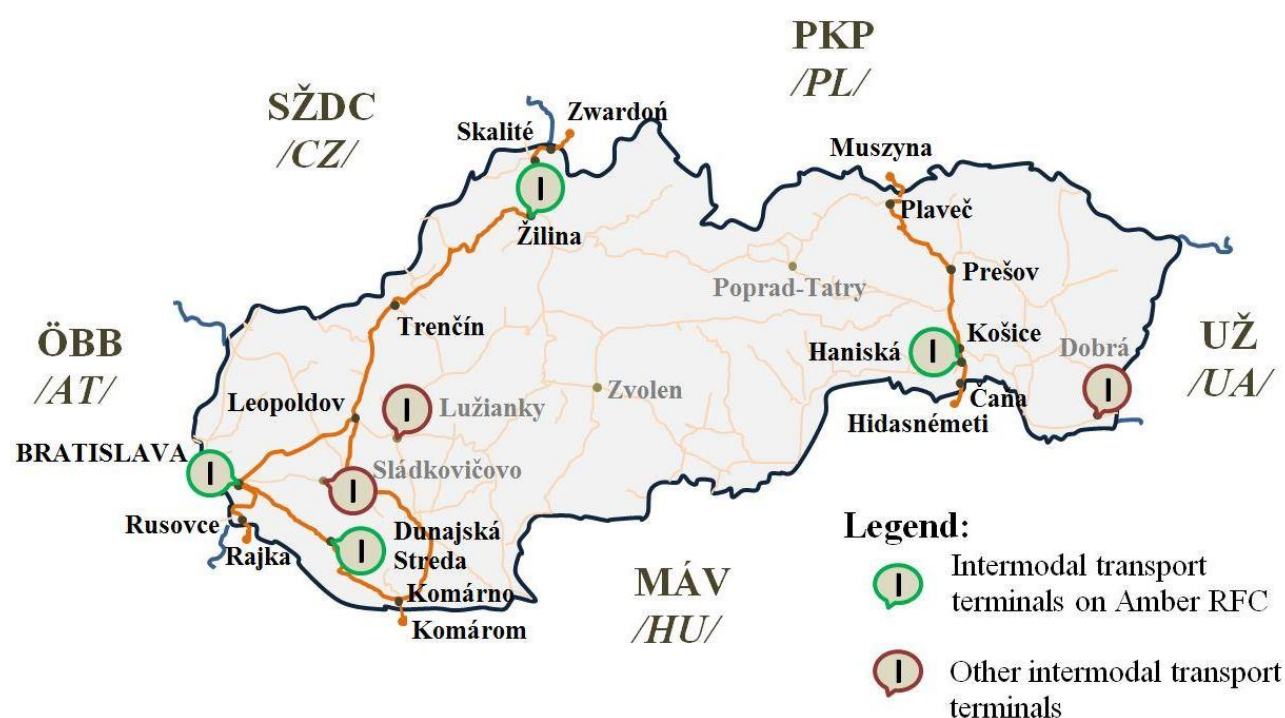 PKP
/PL/
SŽDC
/CZ/
Zwardoń
Skalité
Muszyna
Plaveč
Žilina
Prešov
Poprad-Tatry
Trenčín
ÖBB
/AT/
UŽ
/UA/
Košice
Haniská
Dobrá
I
I
I
I
I
I
I
Zvolen
Čaňa
Hidasnémeti
Leopoldov
Lužianky
BRATISLAVA
Sládkovičovo
Rusovce
Rajka
Dunajská
Streda
Komárno
Komárom
MÁV
/HU/
Legend:
I
Intermodal transport
terminals on Amber RFC
I
Other intermodal transport
terminals